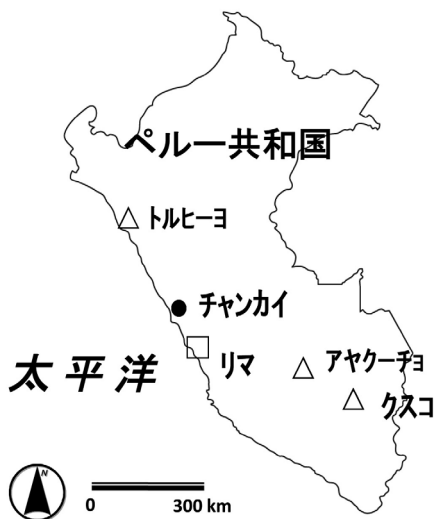 ペルー共和国
トルヒーヨ
チャンカイ
リマ
アヤクーチョ
太平洋
クスコ
N
0 300 km